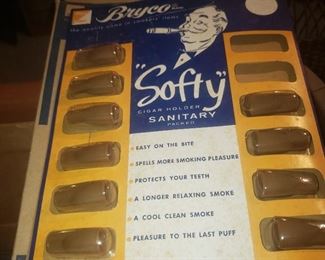 Bryco
the quality name in smokers' items
"Softy"
CIGAR HOLDER
SANITARY
PACKED
EASY ON THE BITE
SPELLS MORE SMOKING PLEASURE
PROTECTS YOUR TEETH
A LONGER RELAXING SMOKE
A COOL CLEAN SMOKE
PLEASURE TO THE LAST PUFF